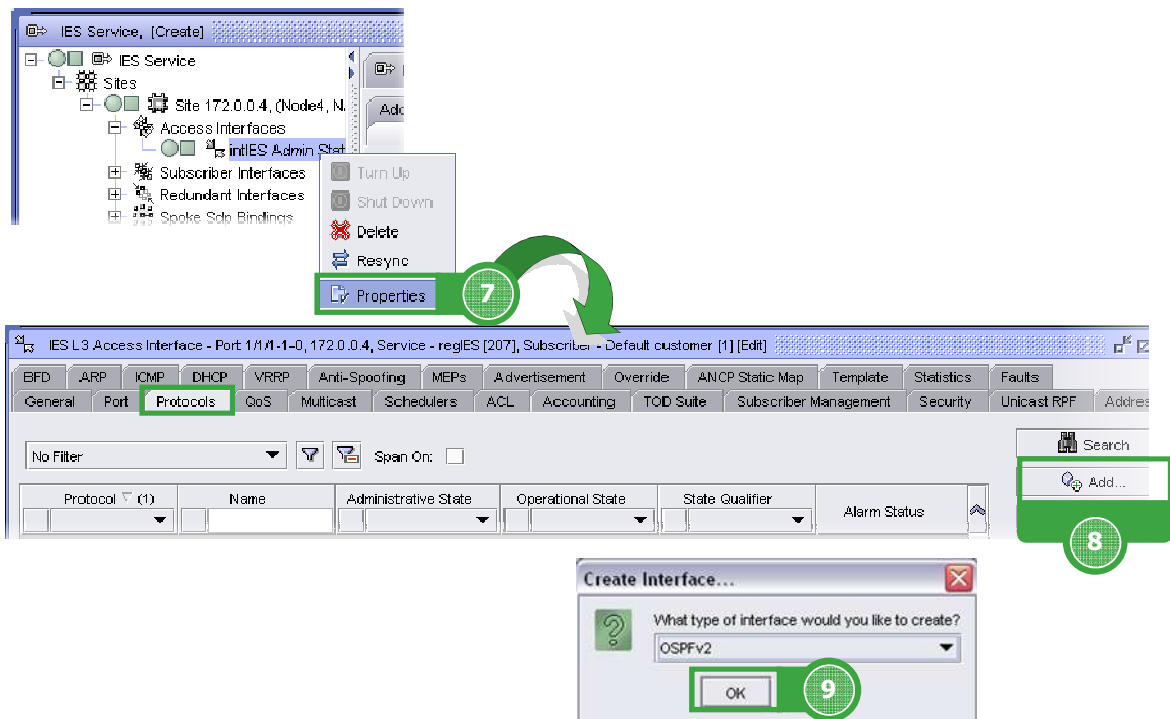 IES Service, [Create]
IES Service
Sites
Site 172.0.0.4, (Node4, N
Access Interfaces
intIES Admin Stat
Subscriber Interfaces
Redundant Interfaces
Spoke Sdp Bindings
Add
Turn Up
Shut Down
Delete
Resync
Properties
7
IES L3 Access Interface - Port 1/1/1-1-0, 172.0.0.4, Service - regIES [207], Subscriber - Default customer [1] [Edit]
BFD ARP ICMP DHCP VRRP Anti-Spoofing MEPs Advertisement Override ANCP Static Map Template Statistics Faults
General Port Protocols QoS Multicast Schedulers ACL Accounting TOD Suite Subscriber Management Security Unicast RPF Addres
No Filter Span On: Search
Add...
Protocol (1) Name Administrative State Operational State State Qualifier Alarm Status
8
Create Interface...
What type of interface would you like to create?
OSPFv2
OK 9